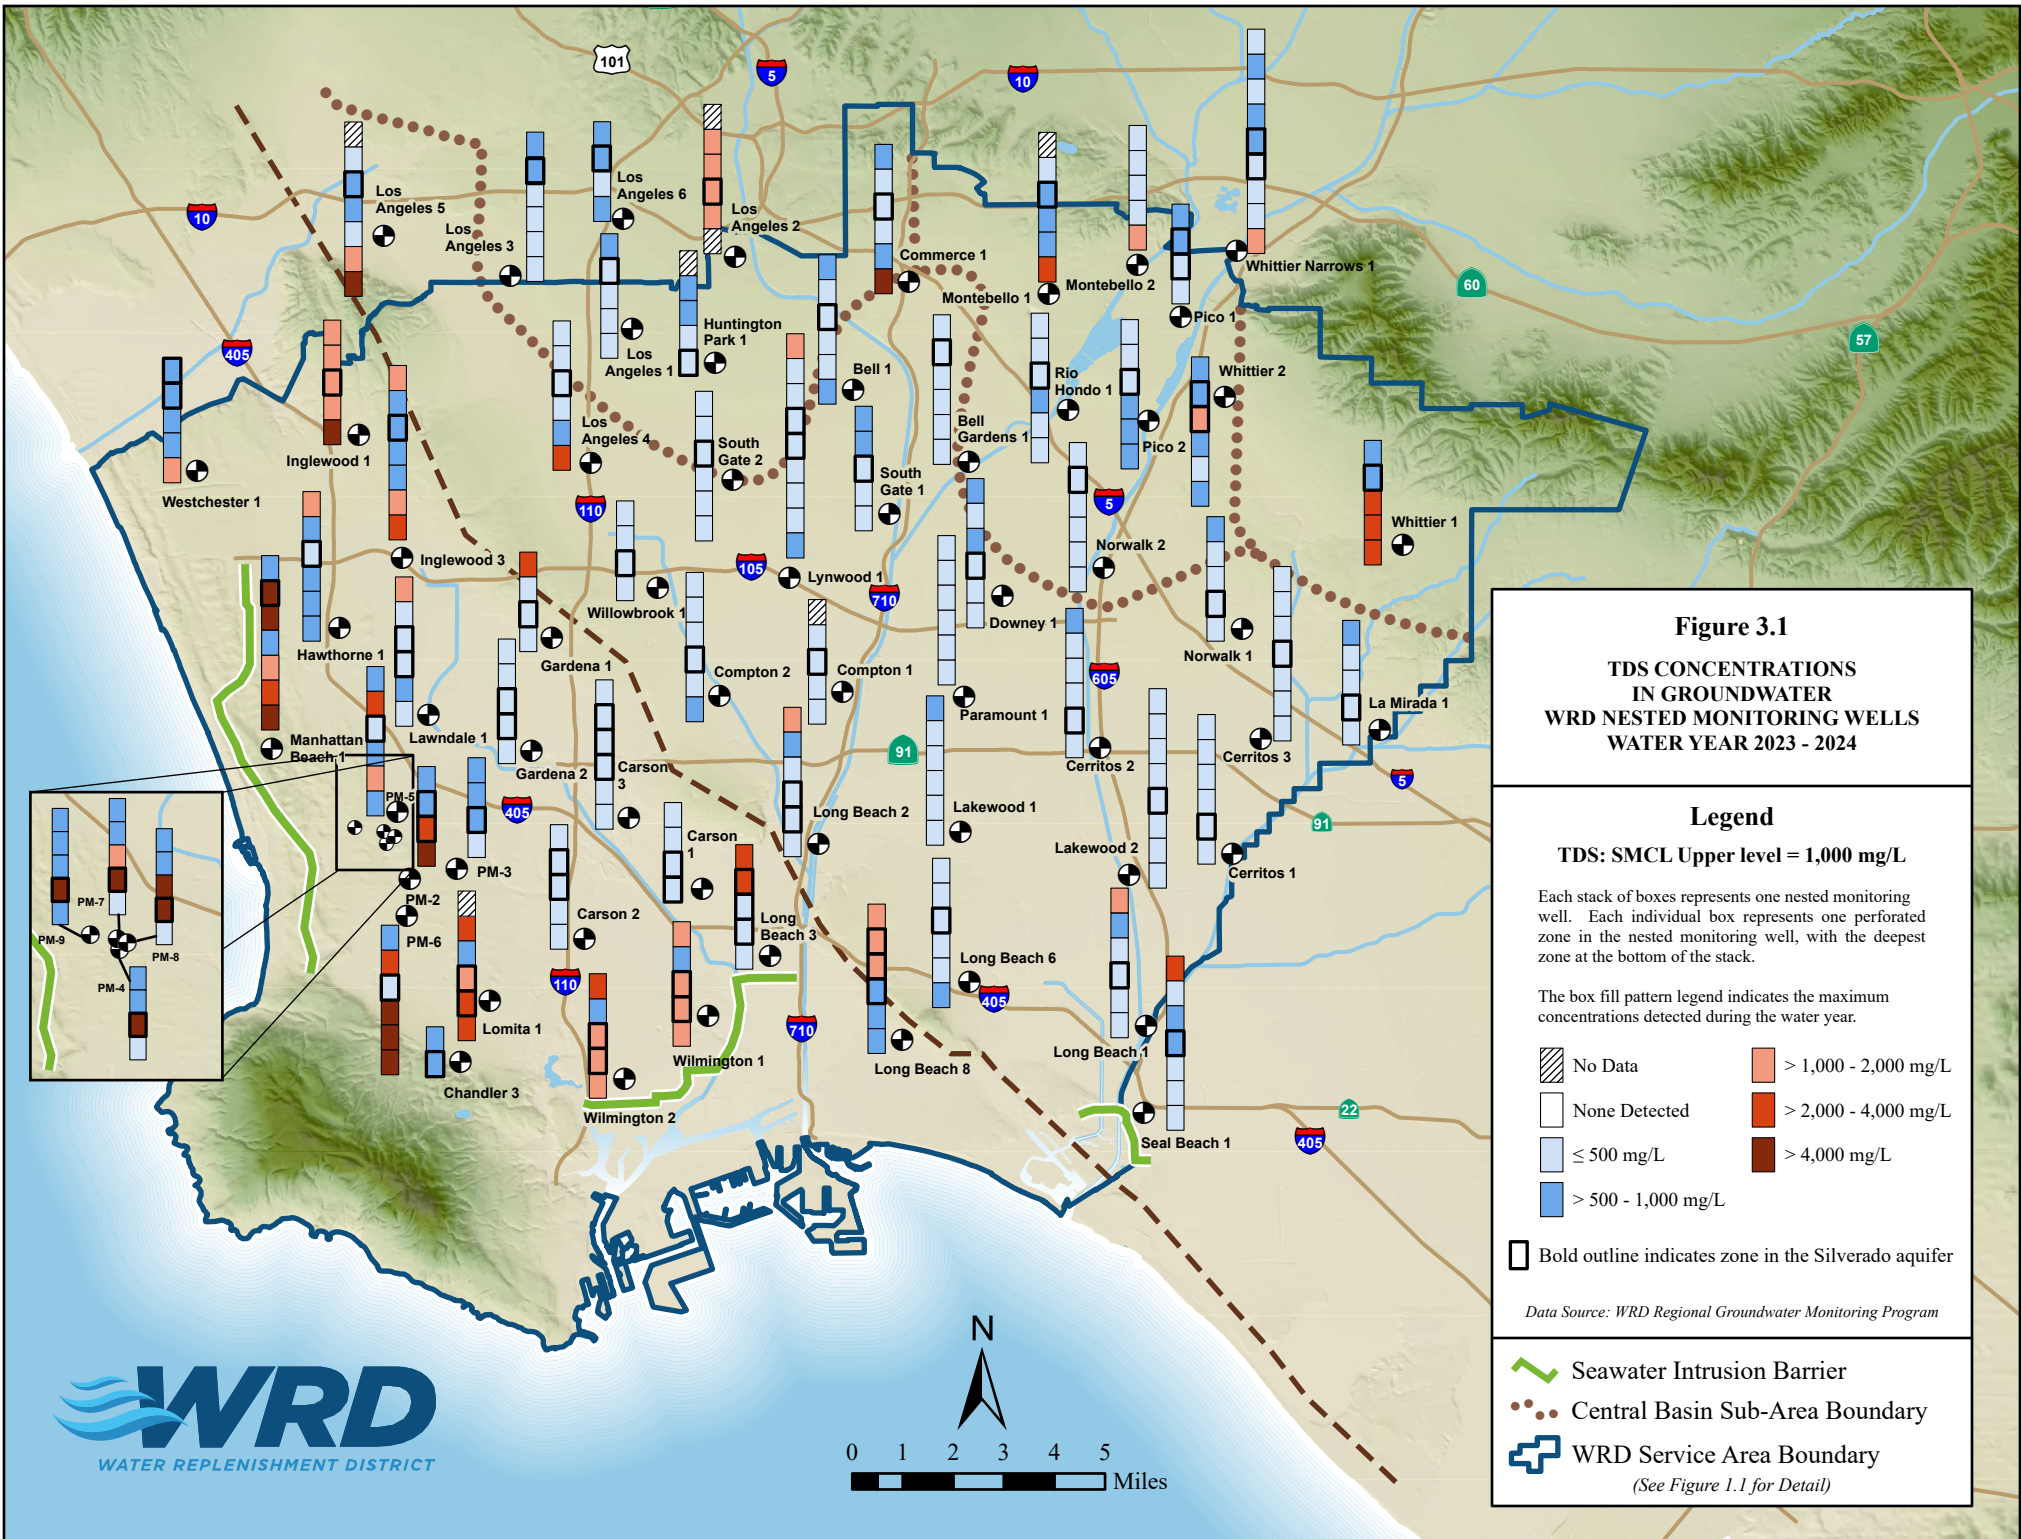 101
5
10
10
Los
Angeles 5
Los
Angeles 3
Los
Angeles 6
Los
Angeles 2
Los
Angeles 1
Huntington
Park 1
Commerce 1
Montebello 1
Montebello 2
Whittier Narrows 1
Pico 1
60
57
405
Westchester 1
Inglewood 1
Inglewood 3
Los
Angeles 4
South
Gate 2
Bell 1
South
Gate 1
Bell
Gardens 1
Rio
Hondo 1
Pico 2
Whittier 2
Whittier 1
110
105
710
5
Hawthorne 1
Gardena 1
Willowbrook 1
Lynwood 1
Downey 1
Norwalk 2
Norwalk 1
Manhattan
Beach 1
Lawndale 1
Gardena 2
Carson
3
Compton 2
Compton 1
Paramount 1
605
Cerritos 2
Cerritos 3
La Mirada 1
5
91
91
PM-5
405
PM-3
PM-2
PM-6
PM-7
PM-9
PM-8
PM-4
Carson
1
Carson 2
Long Beach 2
Lakewood 1
Lakewood 2
Cerritos 1
Long
Beach 3
Long Beach 6
405
Lomita 1
110
Chandler 3
Wilmington 1
Wilmington 2
710
Long Beach 8
Long Beach 1
Seal Beach 1
22
405
Figure 3.1
TDS CONCENTRATIONS
IN GROUNDWATER
WRD NESTED MONITORING WELLS
WATER YEAR 2023 - 2024
Legend
TDS: SMCL Upper level = 1,000 mg/L
Each stack of boxes represents one nested monitoring
well. Each individual box represents one perforated
zone in the nested monitoring well, with the deepest
zone at the bottom of the stack.
The box fill pattern legend indicates the maximum
concentrations detected during the water year.
No Data
None Detected
≤ 500 mg/L
> 500 - 1,000 mg/L
> 1,000 - 2,000 mg/L
> 2,000 - 4,000 mg/L
> 4,000 mg/L
Bold outline indicates zone in the Silverado aquifer
Data Source: WRD Regional Groundwater Monitoring Program
Seawater Intrusion Barrier
Central Basin Sub-Area Boundary
WRD Service Area Boundary
(See Figure 1.1 for Detail)
N
0 1 2 3 4 5
Miles
WRD
WATER REPLENISHMENT DISTRICT